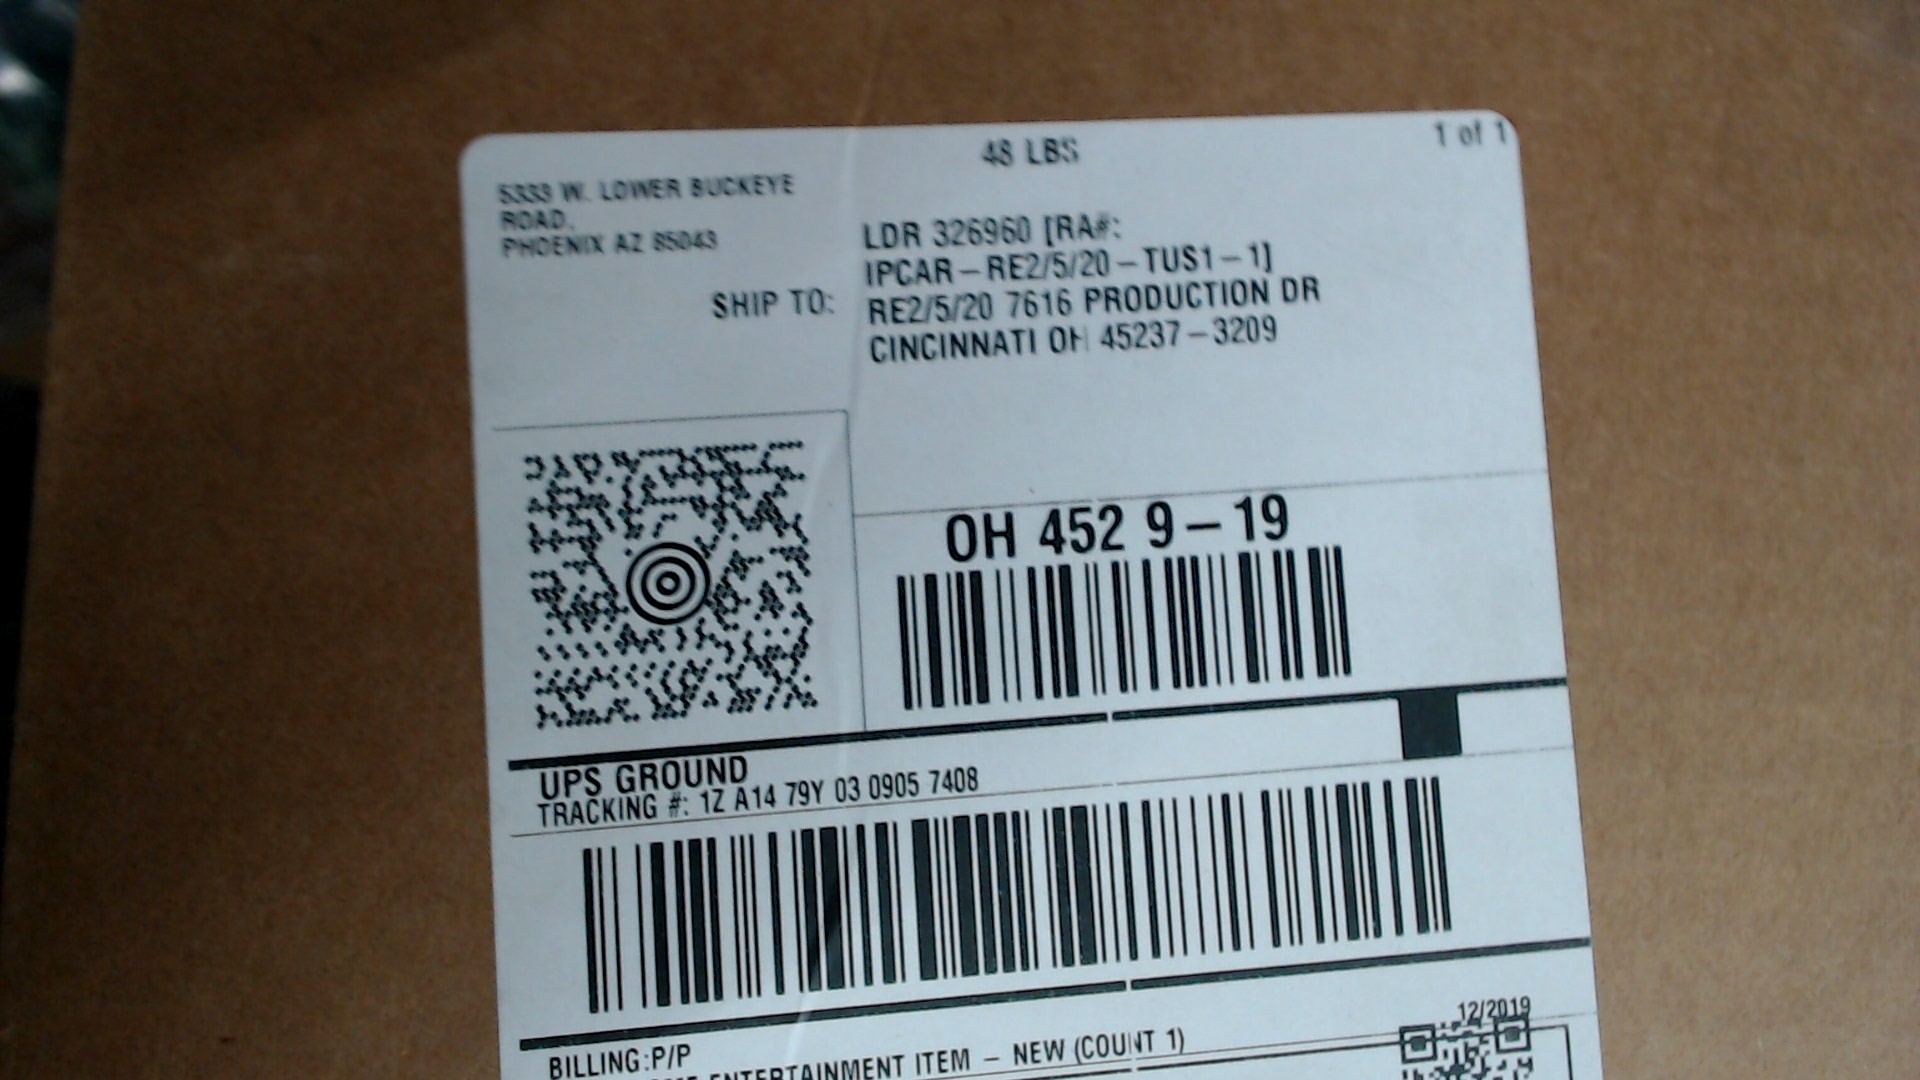 48 LBS
1 of 1
5333 W. LOWER BUCKEYE
ROAD.
PHOENIX AZ 85043
SHIP TO:
LDR 326960 [RA#:
IPCAR-RE2/5/20-TUS1-1]
RE2/5/20 7616 PRODUCTION DR
CINCINNATI OH 45237-3209
OH 452 9-19
UPS GROUND
TRACKING #: 1Z A14 79Y 03 0905 7408
12/2019
BILLING:P/P
ENTERTAINMENT ITEM - NEW (COUNT 1)